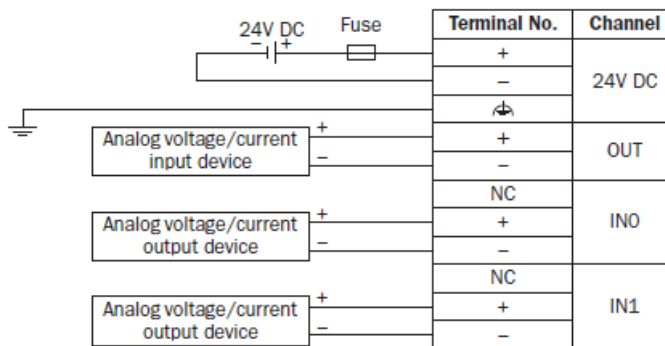 24V DC
Fuse
Terminal No.
Channel
−
+
+
−
24V DC
Analog voltage/current
input device
+
−
+
−
OUT
NC
Analog voltage/current
output device
+
−
+
−
IN0
NC
Analog voltage/current
output device
+
−
+
−
IN1